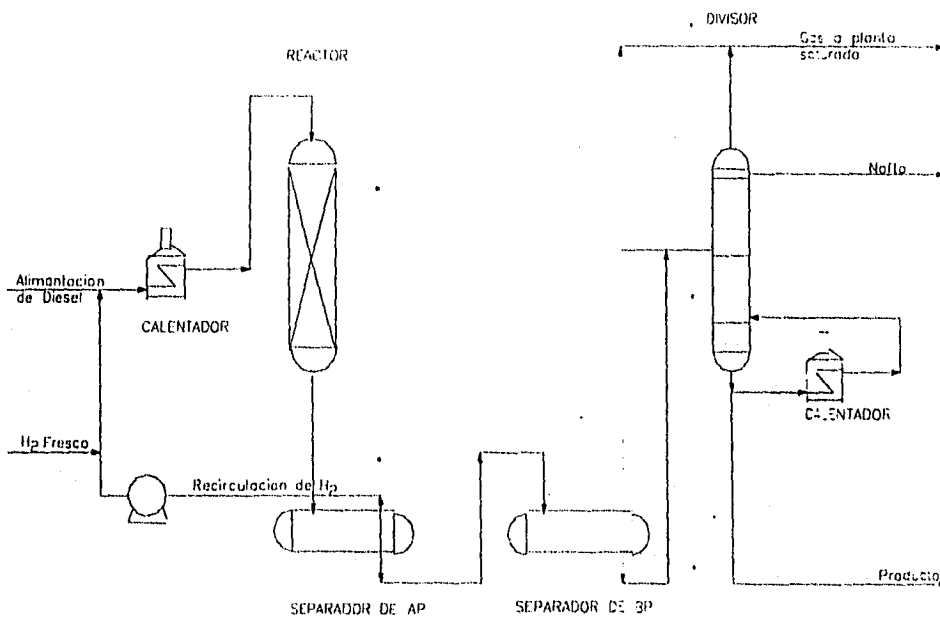 DIVISOR
Gas a planta
saturada
REACTOR
Nafta
Alimentacion
de Diesel
CALENTADOR
CALENTADOR
H2 Fresco
Recirculacion de H2
Producto
SEPARADOR DE AP
SEPARADOR DE BP